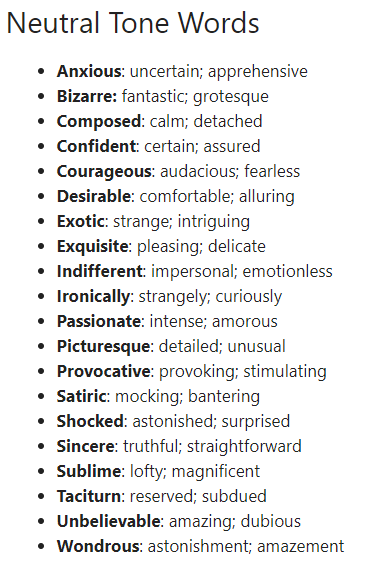 Neutral Tone Words
• Anxious: uncertain; apprehensive
• Bizarre: fantastic; grotesque
• Composed: calm; detached
• Confident: certain; assured
• Courageous: audacious; fearless
• Desirable: comfortable; alluring
• Exotic: strange; intriguing
• Exquisite: pleasing; delicate
• Indifferent: impersonal; emotionless
• Ironically: strangely; curiously
• Passionate: intense; amorous
• Picturesque: detailed; unusual
• Provocative: provoking; stimulating
• Satiric: mocking; bantering
• Shocked: astonished; surprised
• Sincere: truthful; straightforward
• Sublime: lofty; magnificent
• Taciturn: reserved; subdued
• Unbelievable: amazing; dubious
• Wondrous: astonishment; amazement